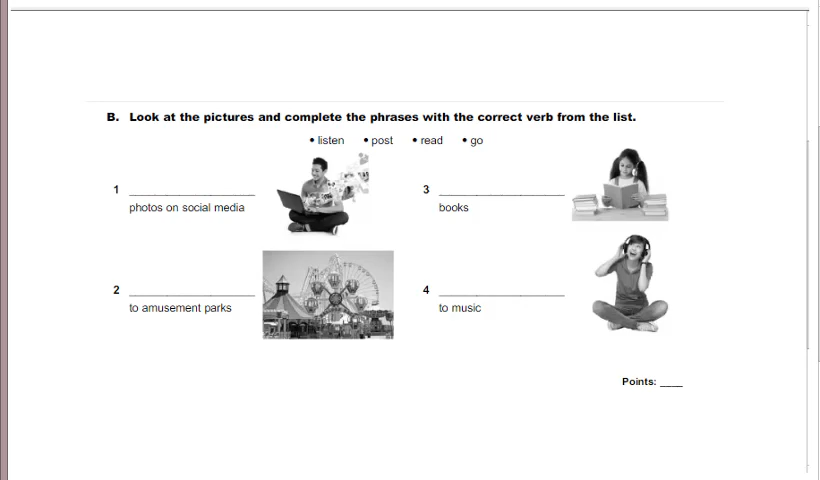 B. Look at the pictures and complete the phrases with the correct verb from the list.
• listen • post • read • go
1 ____________________
photos on social media
2 ____________________
to amusement parks
3 ____________________
books
4 ____________________
to music
Points: ____